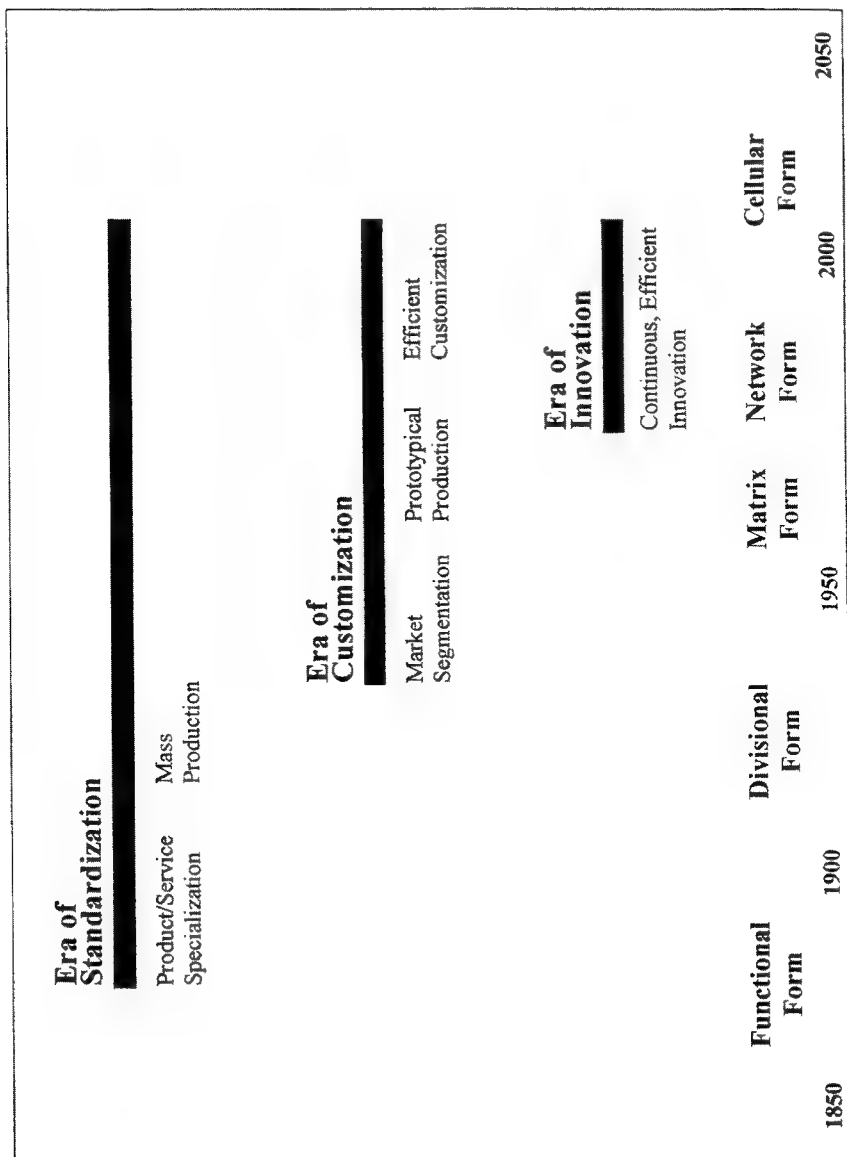 Era of
Standardization
Product/Service
Specialization
Mass
Production
Era of
Customization
Market
Segmentation
Prototypical
Production
Efficient
Customization
Era of
Innovation
Continuous, Efficient
Innovation
Functional
Form
Divisional
Form
Matrix
Form
Network
Form
Cellular
Form
1850
1900
1950
2000
2050